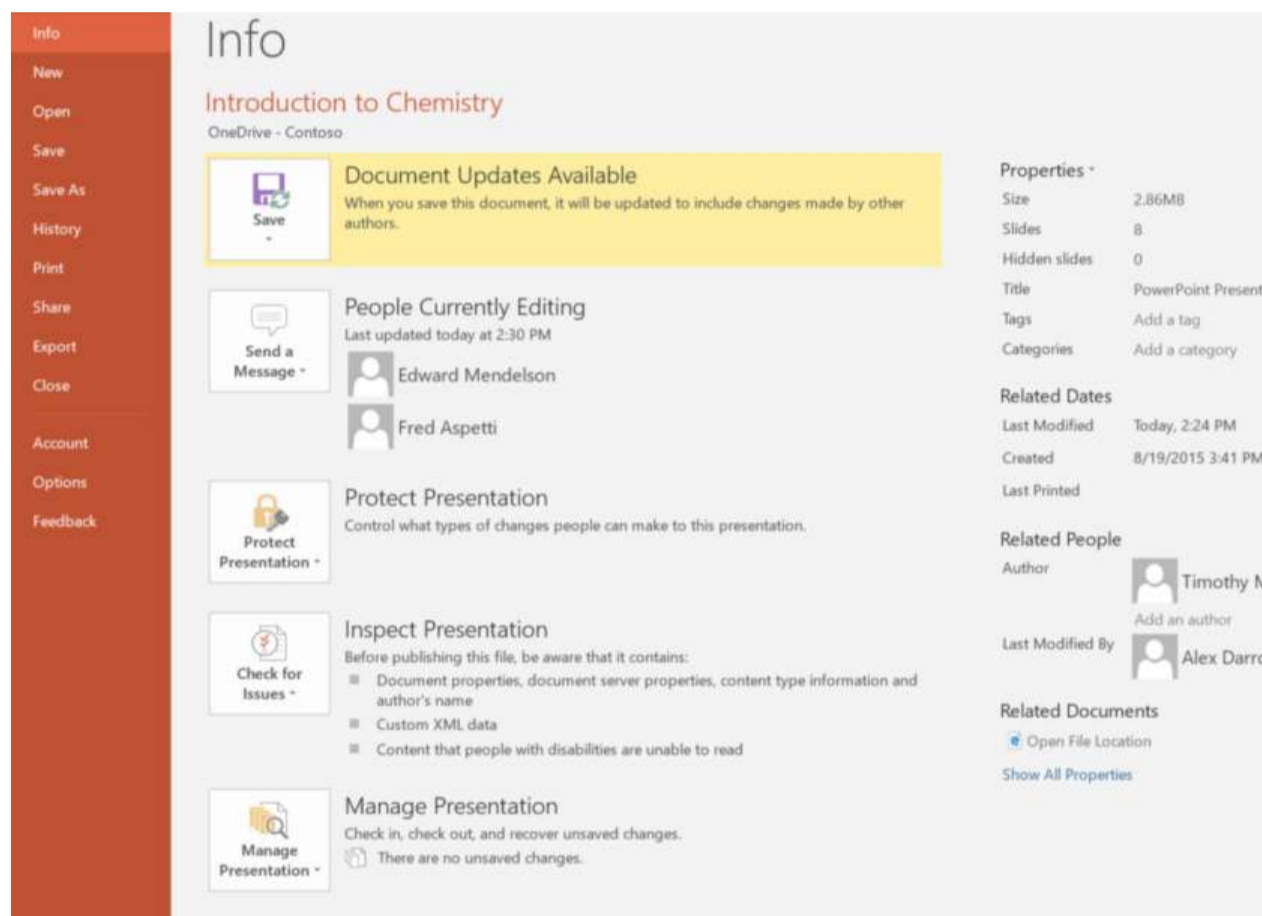 Info
New
Open
Save
Save As
History
Print
Share
Export
Close
Account
Options
Feedback
Info
Introduction to Chemistry
OneDrive - Contoso
Save
Document Updates Available
When you save this document, it will be updated to include changes made by other
authors.
Send a
Message
People Currently Editing
Last updated today at 2:30 PM
Edward Mendelson
Fred Aspetti
Protect
Presentation
Protect Presentation
Control what types of changes people can make to this presentation.
Check for
Issues
Inspect Presentation
Before publishing this file, be aware that it contains:
Document properties, document server properties, content type information and
author's name
Custom XML data
Content that people with disabilities are unable to read
Manage
Presentation
Manage Presentation
Check in, check out, and recover unsaved changes.
There are no unsaved changes.
Properties
Size 2.86MB
Slides 8
Hidden slides 0
Title PowerPoint Present
Tags Add a tag
Categories Add a category
Related Dates
Last Modified Today, 2:24 PM
Created 8/19/2015 3:41 PM
Last Printed
Related People
Author Timothy M
Add an author
Last Modified By Alex Darro
Related Documents
Open File Location
Show All Properties